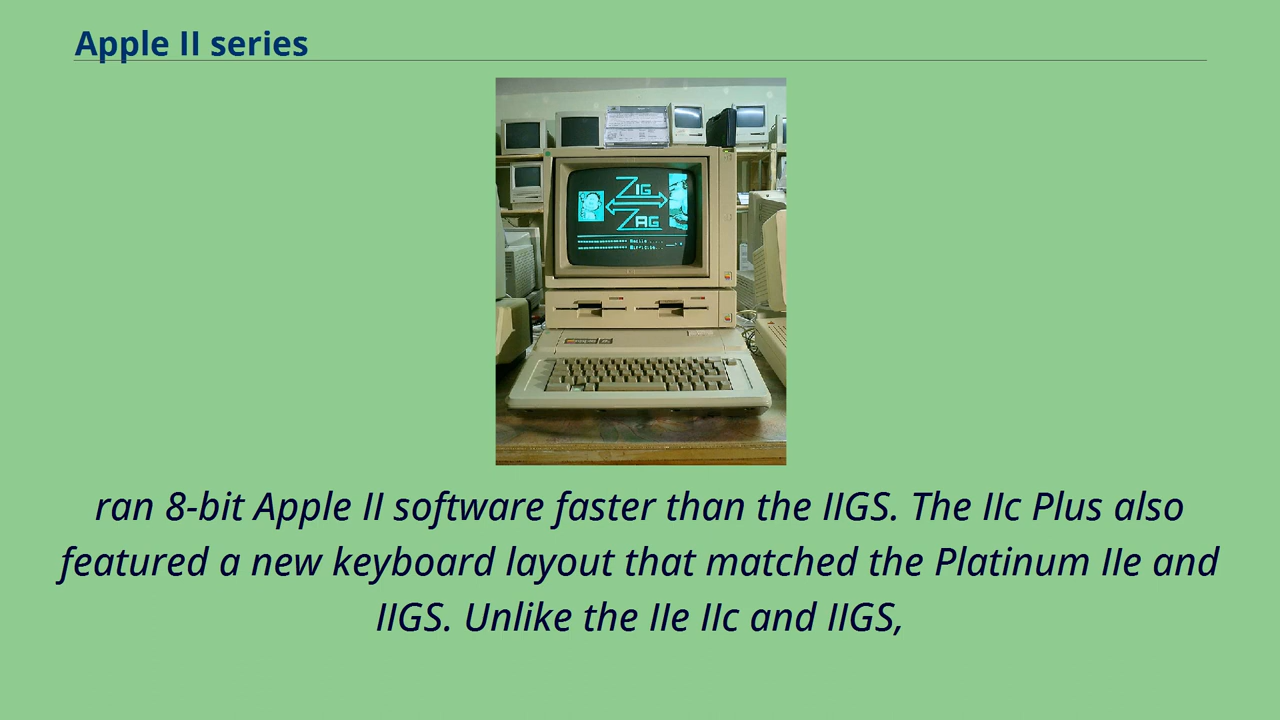 Apple II series
ZIG
ZAG
ran 8-bit Apple II software faster than the IIGS. The IIc Plus also
featured a new keyboard layout that matched the Platinum IIe and
IIGS. Unlike the IIe IIc and IIGS,